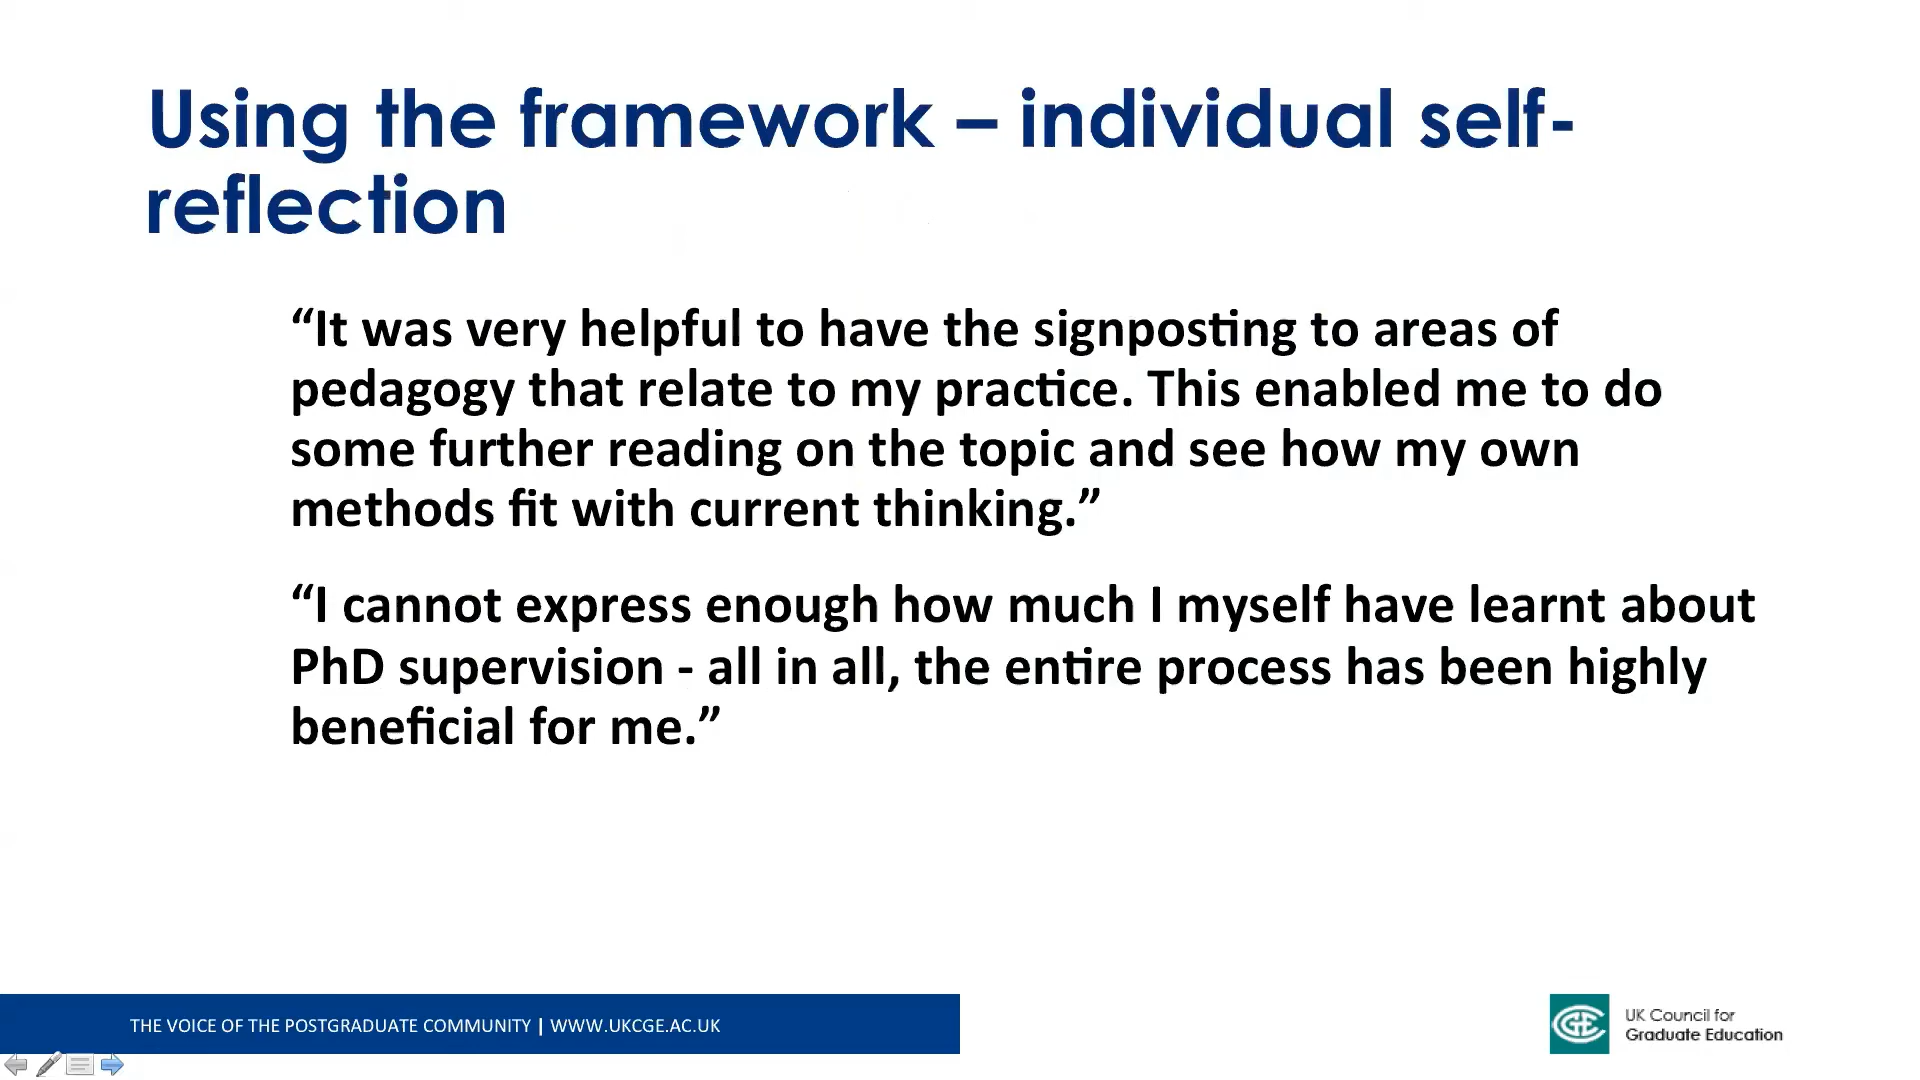 Using the framework – individual self-
reflection
“It was very helpful to have the signposting to areas of
pedagogy that relate to my practice. This enabled me to do
some further reading on the topic and see how my own
methods fit with current thinking.”
“I cannot express enough how much I myself have learnt about
PhD supervision - all in all, the entire process has been highly
beneficial for me.”
THE VOICE OF THE POSTGRADUATE COMMUNITY | WWW.UKCGE.AC.UK
CGE
UK Council for
Graduate Education